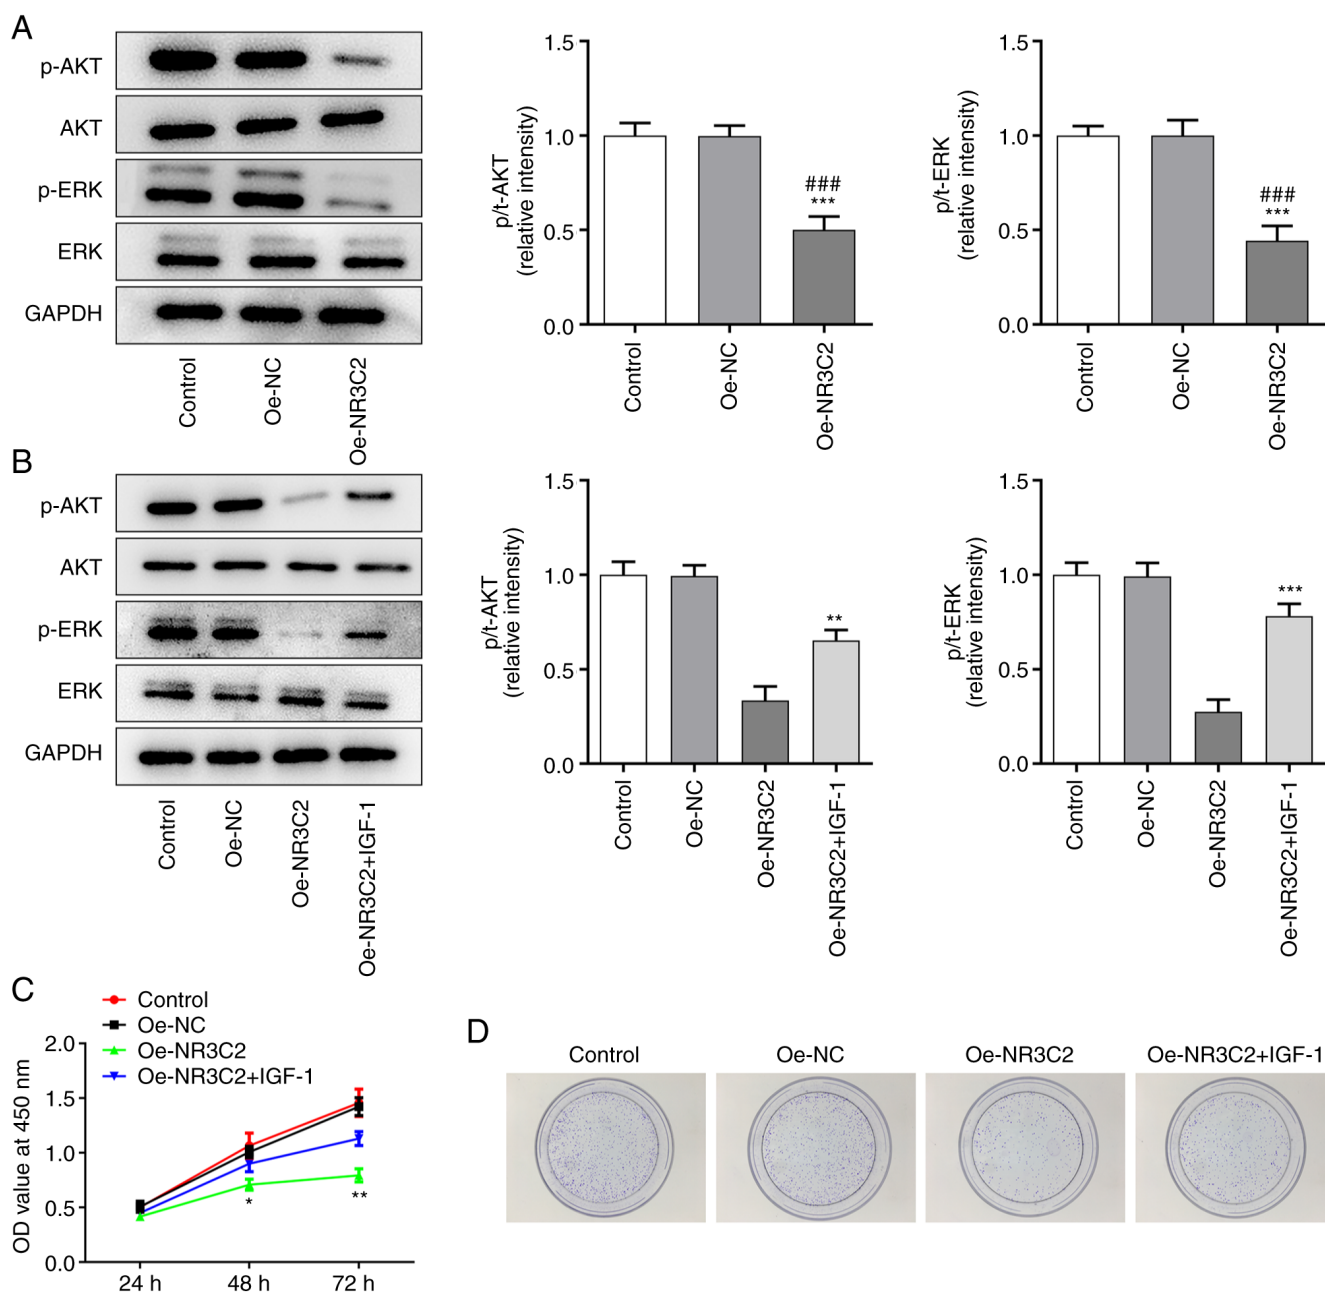 A
p-AKT
AKT
p-ERK
ERK
GAPDH
Control
Oe-NC
Oe-NR3C2
p/t-AKT
(relative intensity)
1.5
1.0
0.5
0.0
###
***
Control
Oe-NC
Oe-NR3C2
p/t-ERK
(relative intensity)
1.5
1.0
0.5
0.0
###
***
Control
Oe-NC
Oe-NR3C2
B
p-AKT
AKT
p-ERK
ERK
GAPDH
Control
Oe-NC
Oe-NR3C2
Oe-NR3C2+IGF-1
p/t-AKT
(relative intensity)
1.5
1.0
0.5
0.0
**
Control
Oe-NC
Oe-NR3C2
Oe-NR3C2+IGF-1
p/t-ERK
(relative intensity)
1.5
1.0
0.5
0.0
***
Control
Oe-NC
Oe-NR3C2
Oe-NR3C2+IGF-1
C
Control
Oe-NC
Oe-NR3C2
Oe-NR3C2+IGF-1
OD value at 450 nm
2.0
1.5
1.0
0.5
0.0
*
**
24 h
48 h
72 h
D
Control
Oe-NC
Oe-NR3C2
Oe-NR3C2+IGF-1